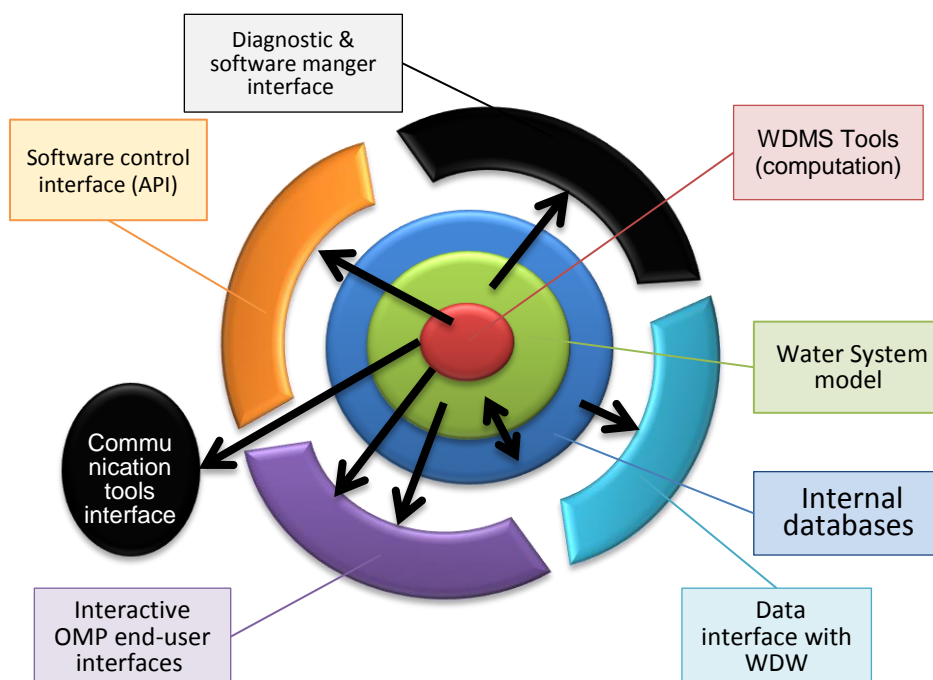 Diagnostic &
software manger
interface
Software control
interface (API)
WDMS Tools
(computation)
Water System
model
Commu
nication
tools
interface
Internal
databases
Interactive
OMP end-user
interfaces
Data
interface with
WDW